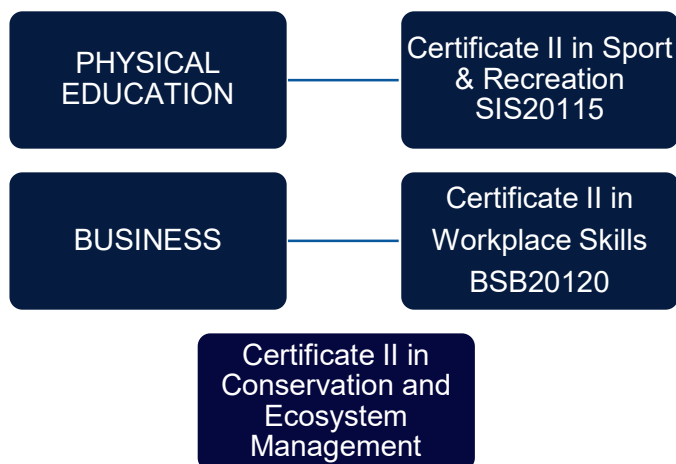 PHYSICAL
EDUCATION
Certificate II in Sport
& Recreation
SIS20115
BUSINESS
Certificate II in
Workplace Skills
BSB20120
Certificate II in
Conservation and
Ecosystem
Management